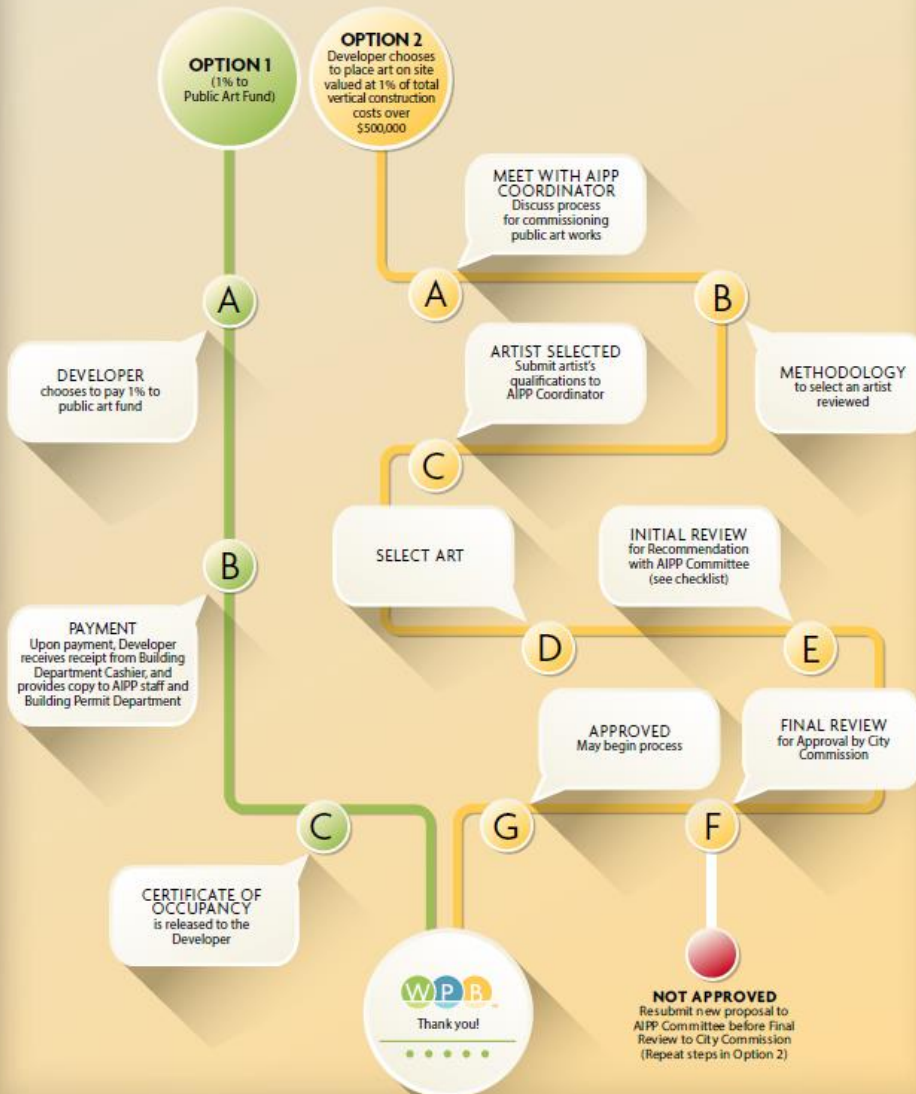 OPTION 1
(1% to
Public Art Fund)
A
DEVELOPER
chooses to pay 1% to
public art fund
B
PAYMENT
Upon payment, Developer
receives receipt from Building
Department Cashier, and
provides copy to AIPP staff and
Building Permit Department
C
CERTIFICATE OF
OCCUPANCY
is released to the
Developer
OPTION 2
Developer chooses
to place art on site
valued at 1% of total
vertical construction
costs over
$500,000
A
MEET WITH AIPP
COORDINATOR
Discuss process
for commissioning
public art works
B
METHODOLOGY
to select an artist
reviewed
C
ARTIST SELECTED
Submit artist's
qualifications to
AIPP Coordinator
D
SELECT ART
E
INITIAL REVIEW
for Recommendation
with AIPP Committee
(see checklist)
F
FINAL REVIEW
for Approval by City
Commission
G
APPROVED
May begin process
NOT APPROVED
Resubmit new proposal to
AIPP Committee before Final
Review to City Commission
(Repeat steps in Option 2)
WPB
Thank you!